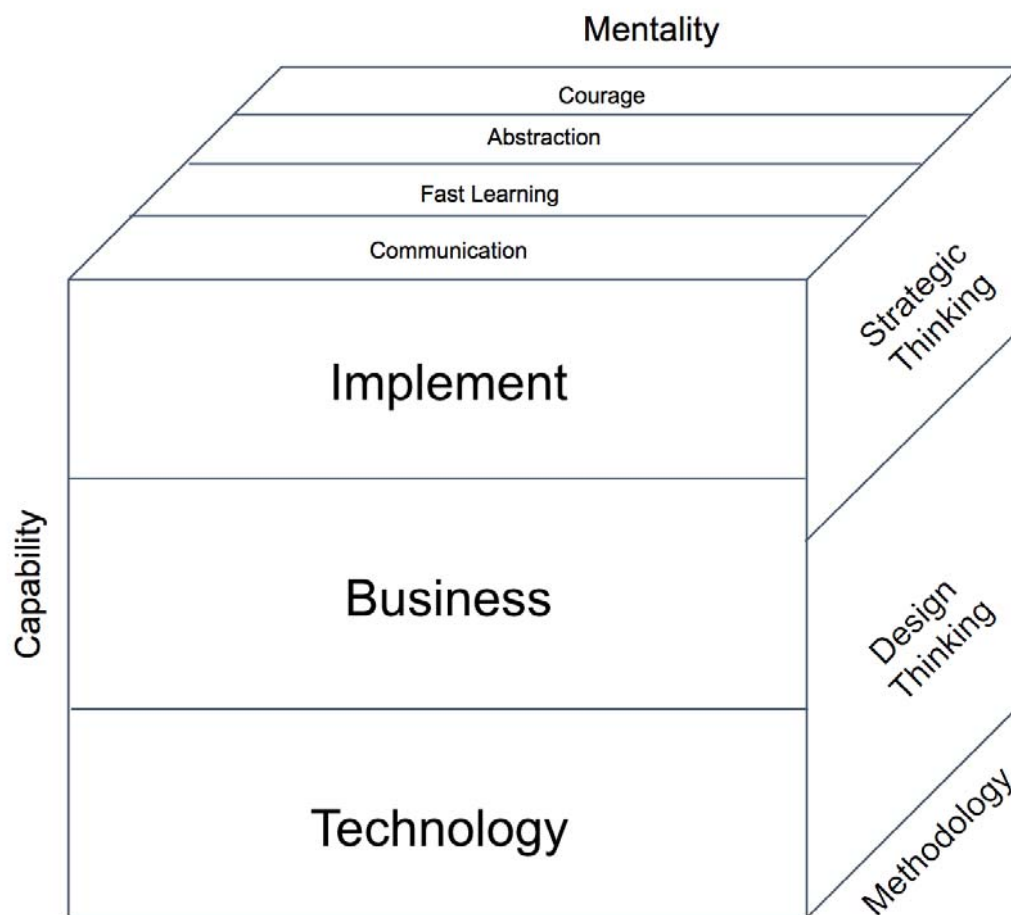 Mentality
Courage
Abstraction
Fast Learning
Communication
Strategic
Thinking
Implement
Capability
Business
Design
Thinking
Technology
Methodology